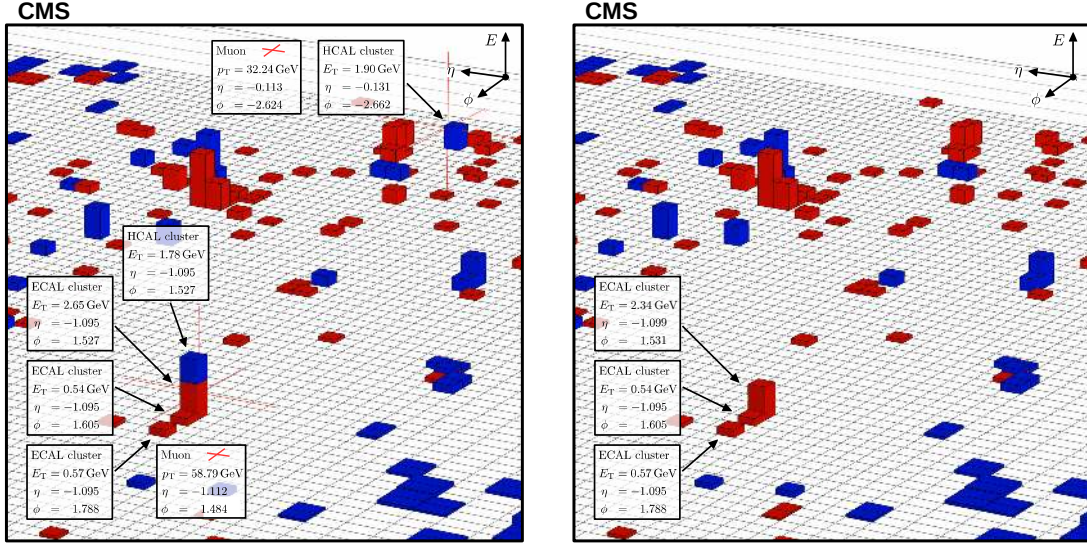 CMS
Muon
pT = 32.24 GeV
η = −0.113
ϕ = −2.624
HCAL cluster
ET = 1.90 GeV
η = −0.131
ϕ = −2.662
E
η
ϕ
HCAL cluster
ET = 1.78 GeV
η = −1.095
ϕ = 1.527
ECAL cluster
ET = 2.65 GeV
η = −1.095
ϕ = 1.527
ECAL cluster
ET = 0.54 GeV
η = −1.095
ϕ = 1.605
ECAL cluster
ET = 0.57 GeV
η = −1.095
ϕ = 1.788
Muon
pT = 58.79 GeV
η = −1.112
ϕ = 1.484
CMS
E
η
ϕ
ECAL cluster
ET = 2.34 GeV
η = −1.099
ϕ = 1.531
ECAL cluster
ET = 0.54 GeV
η = −1.095
ϕ = 1.605
ECAL cluster
ET = 0.57 GeV
η = −1.095
ϕ = 1.788